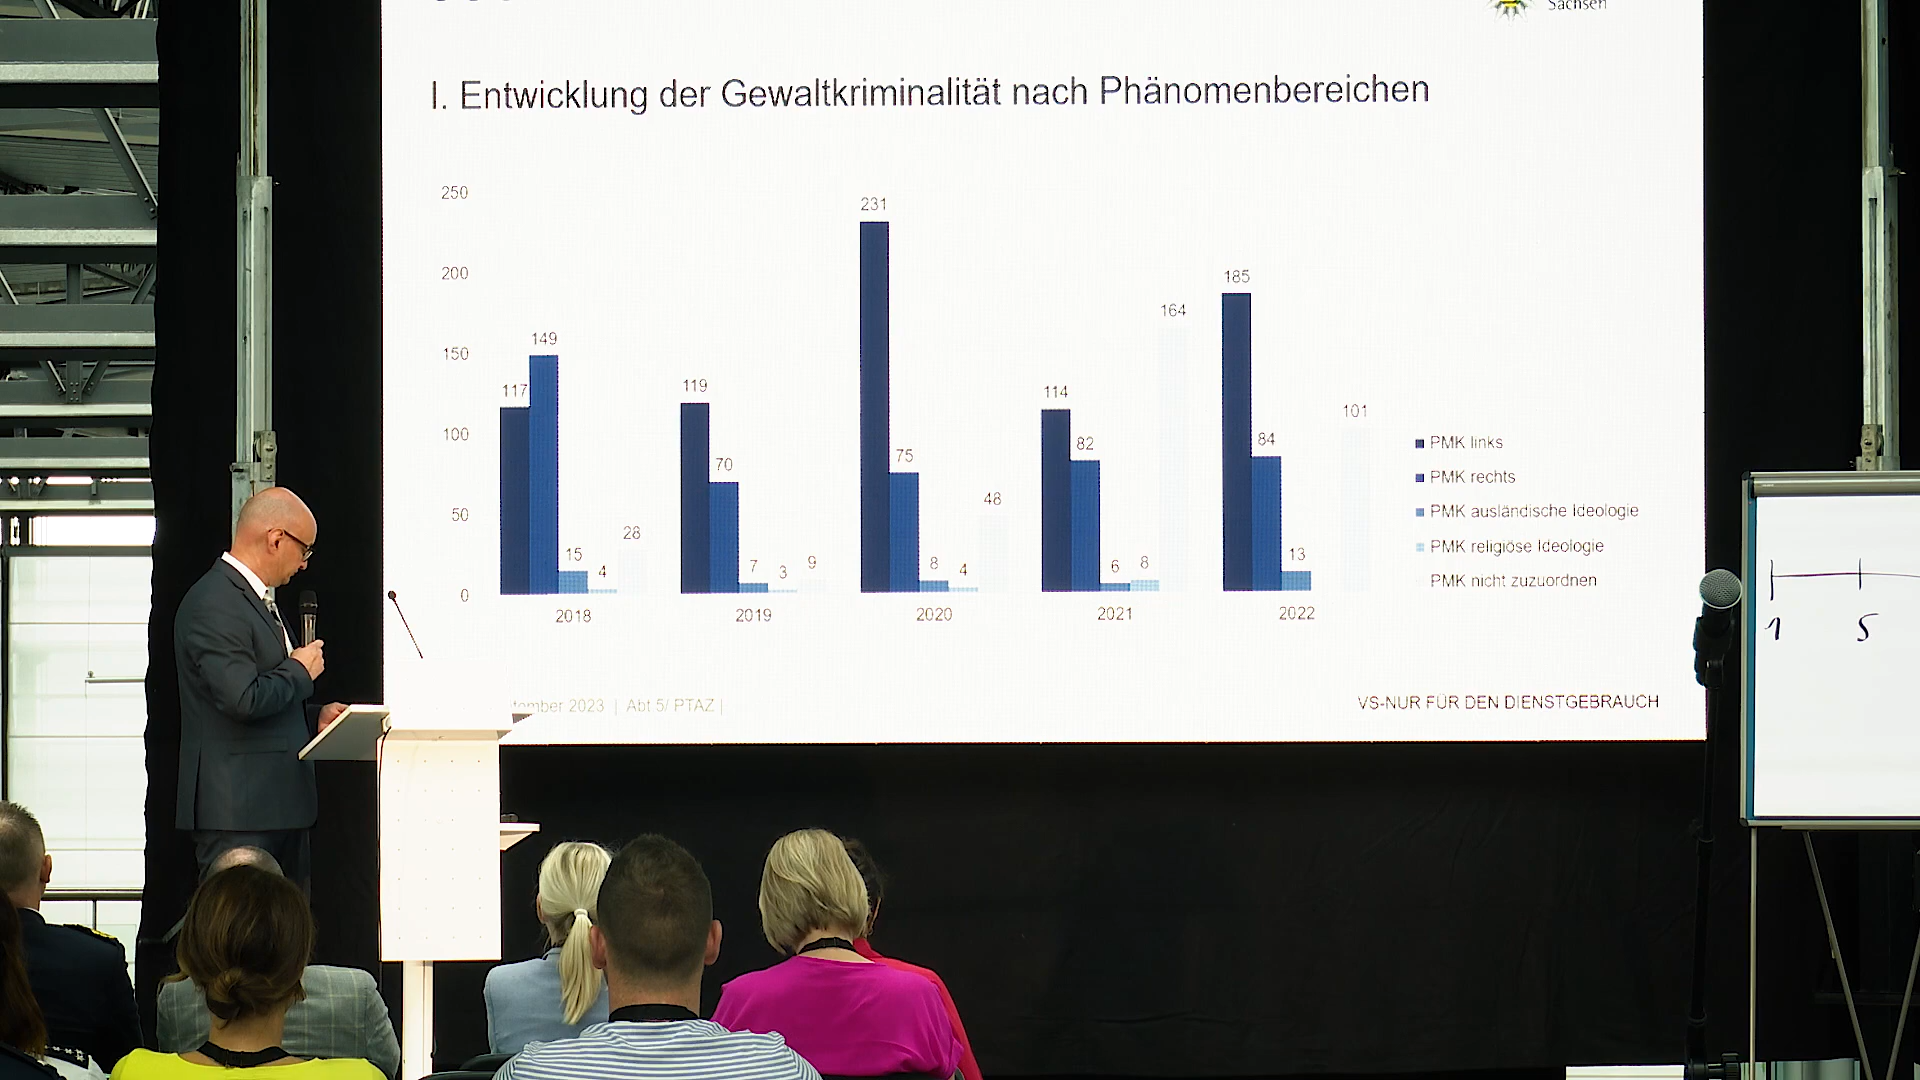 Sachsen
I. Entwicklung der Gewaltkriminalität nach Phänomenbereichen
250
200
150
100
50
0
117 149 15 4 28
119 70 7 3 9
231 75 8 4 48
114 82 6 8 164
185 84 13 101
2018 2019 2020 2021 2022
PMK links
PMK rechts
PMK ausländische Ideologie
PMK religiöse Ideologie
PMK nicht zuzuordnen
2023 | Abt.5/ PTAZ |
VS-NUR FÜR DEN DIENSTGEBRAUCH
1 5